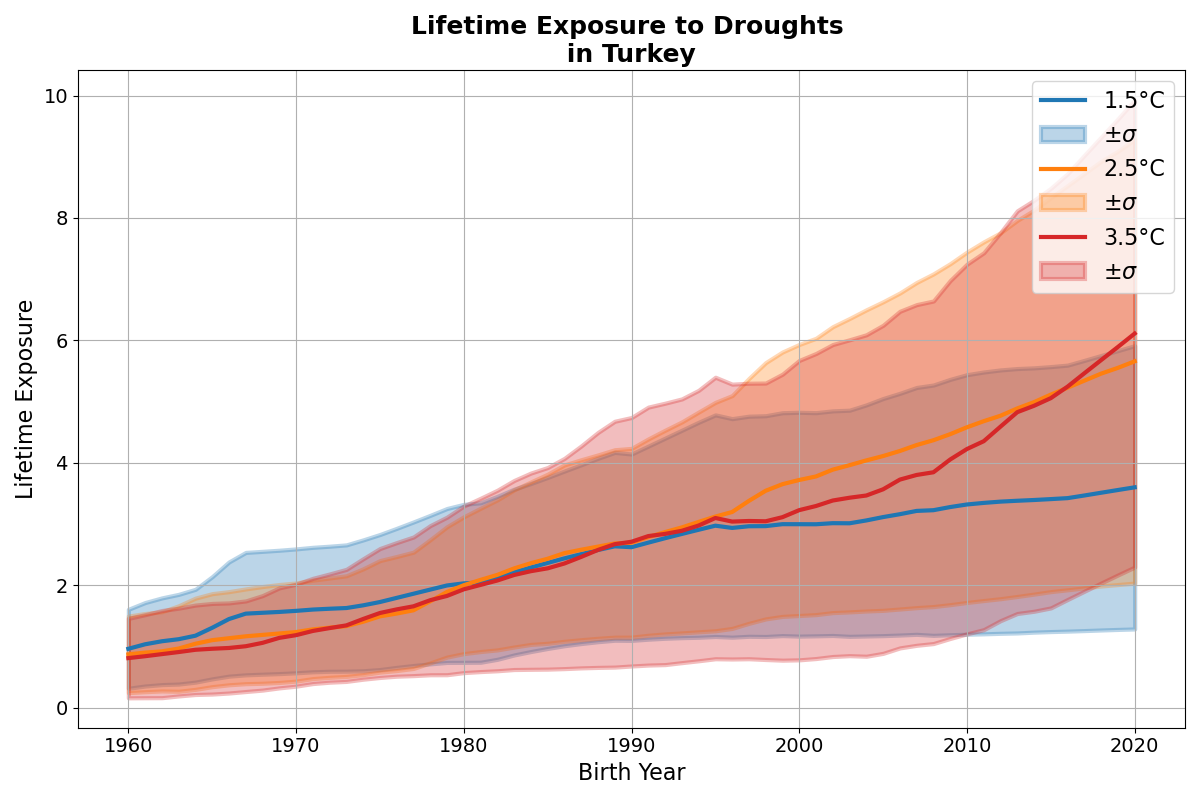 Lifetime Exposure to Droughts
in Turkey
Lifetime Exposure
10
8
6
4
2
0
1960
1970
1980
1990
2000
2010
2020
Birth Year
1.5°C
±σ
2.5°C
±σ
3.5°C
±σ